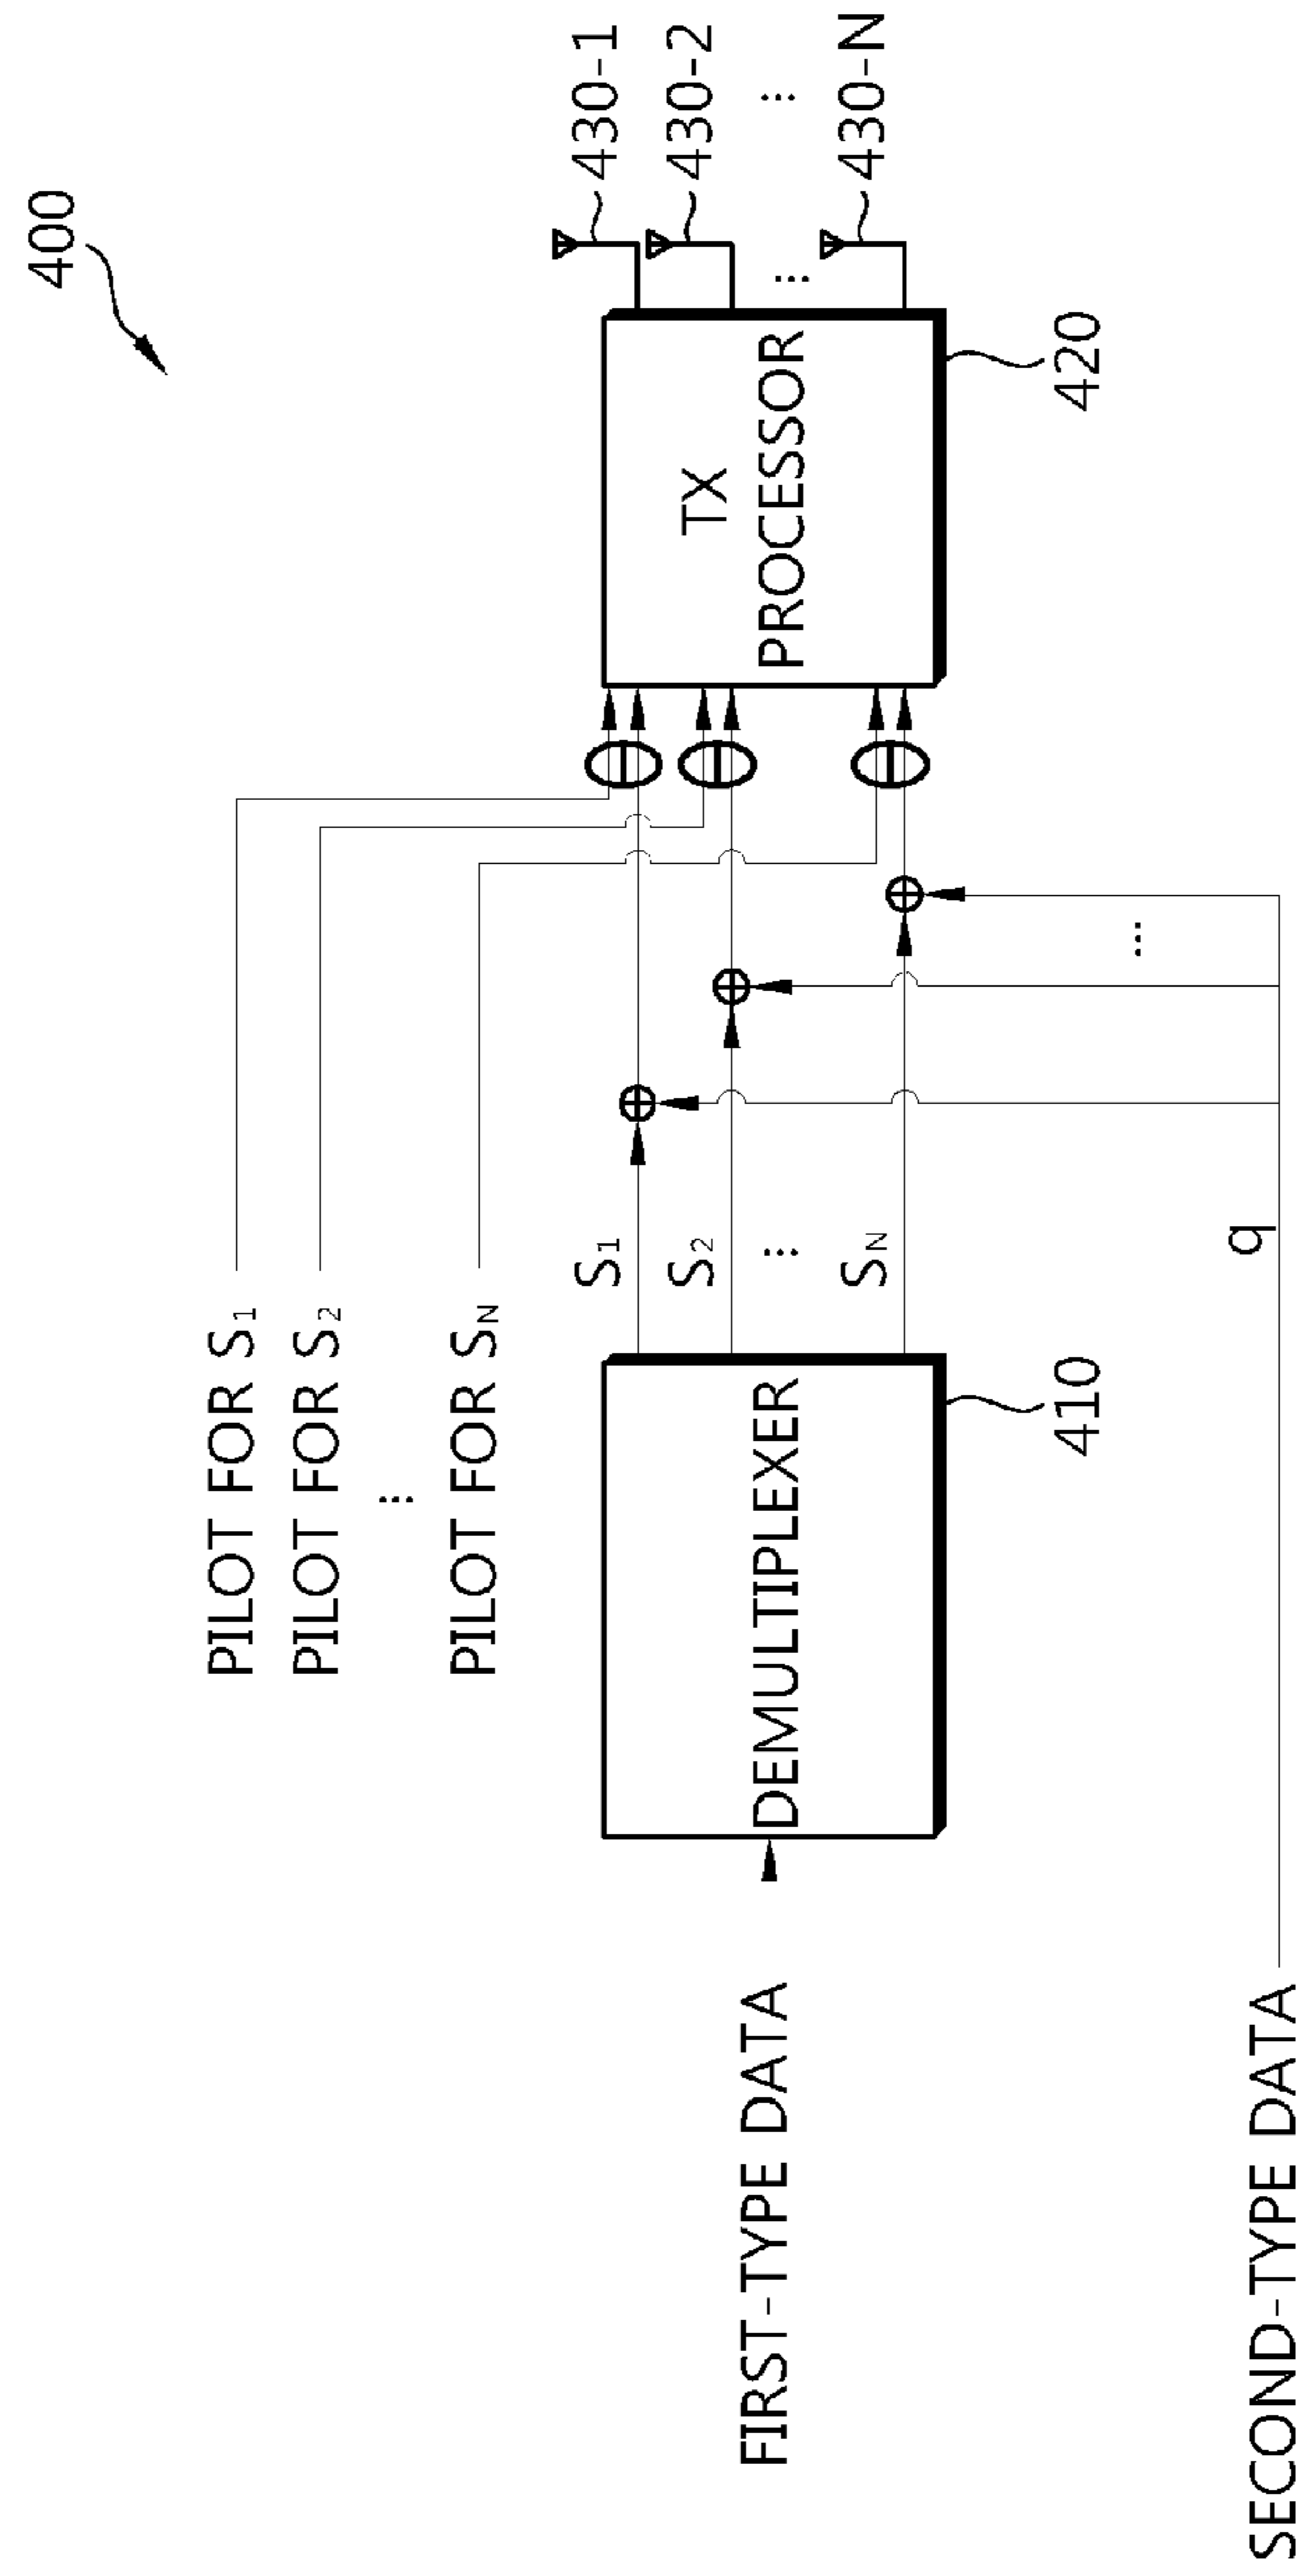 400
PILOT FOR S1
PILOT FOR S2
⋮
PILOT FOR SN
FIRST-TYPE DATA
DEMULTIPLEXER
410
S1
S2
⋮
SN
TX
PROCESSOR
420
430-1
430-2
⋮
430-N
SECOND-TYPE DATA
q